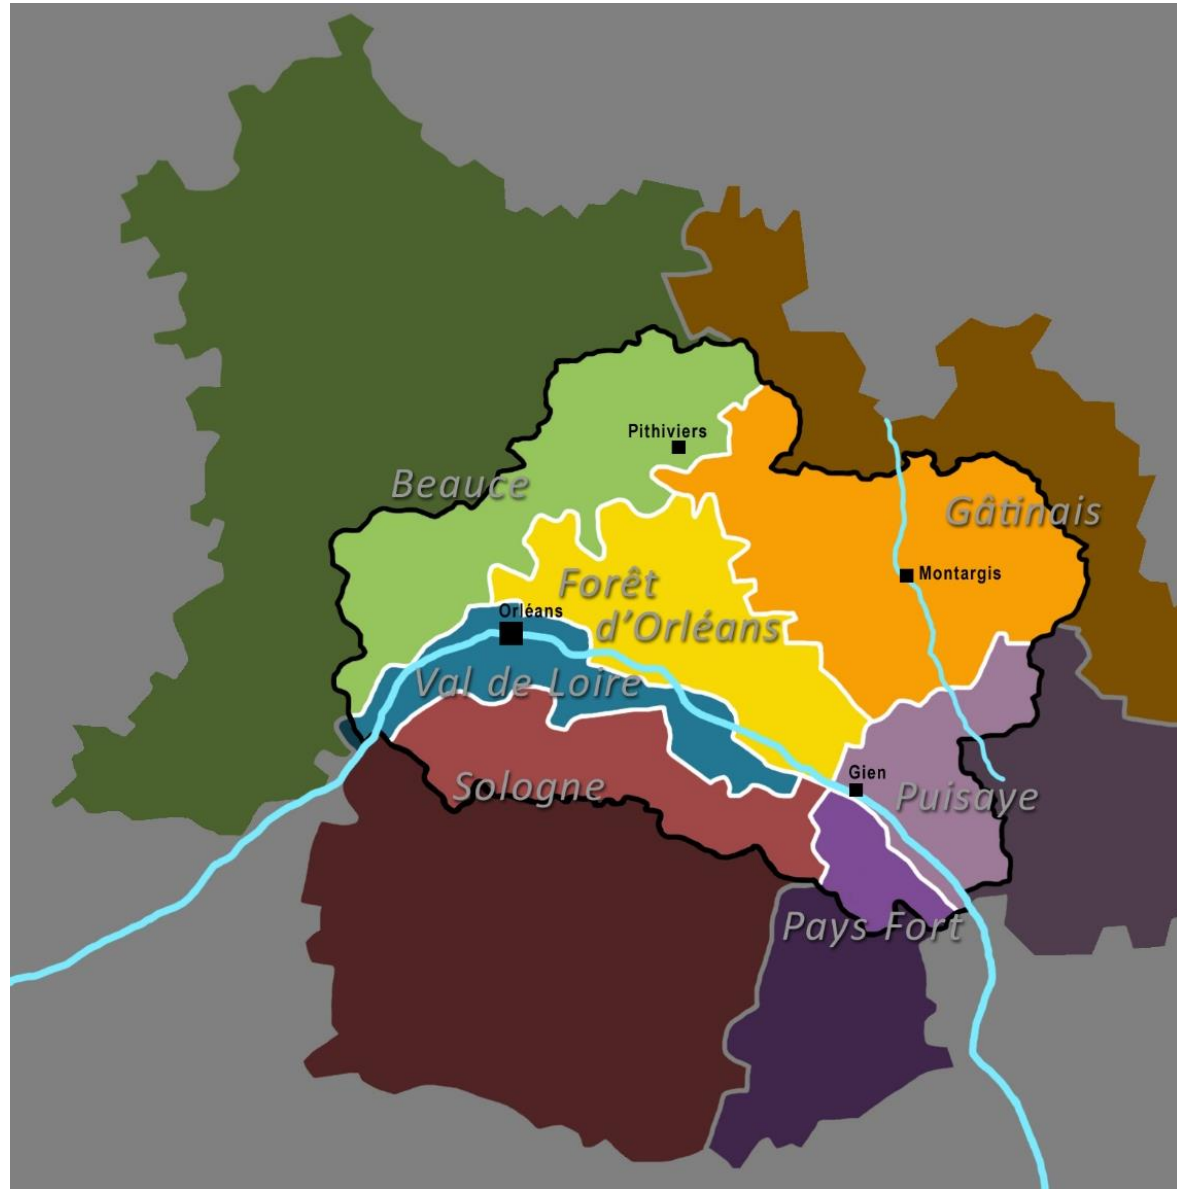 Pithiviers
Beauce
Gâtinais
Forêt
d'Orléans
Montargis
Orléans
Val de Loire
Gien
Sologne
Puisaye
Pays Fort